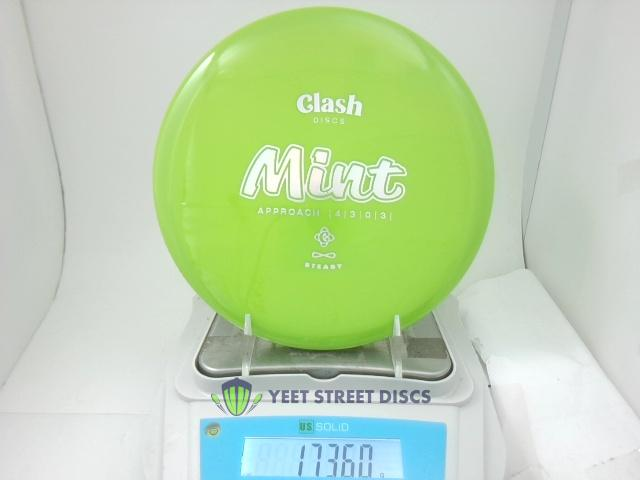 Clash
DISCS
Mint
APPROACH | 4 | 3 | 0 | 3 |
STEADY
YEET STREET DISCS
US SOLID
173.60 g